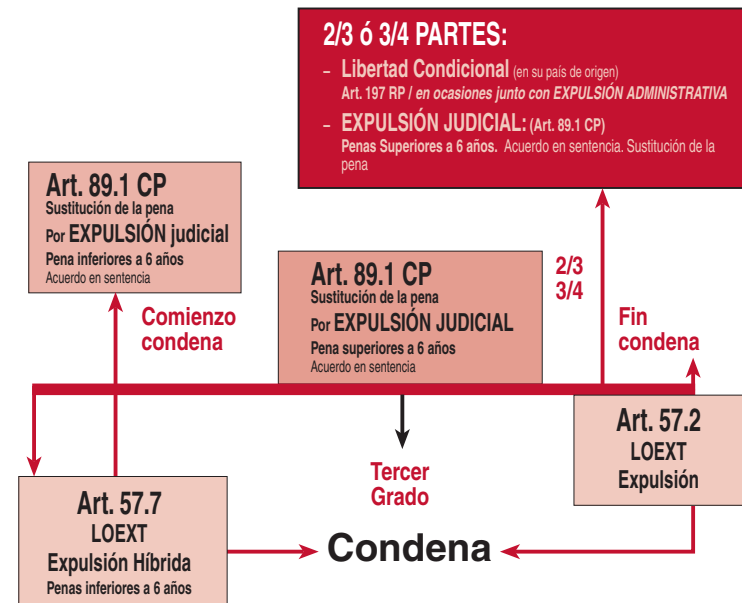 2/3 ó 3/4 PARTES:
– Libertad Condicional (en su país de origen)
Art. 197 RP / en ocasiones junto con EXPULSIÓN ADMINISTRATIVA
– EXPULSIÓN JUDICIAL: (Art. 89.1 CP)
Penas Superiores a 6 años. Acuerdo en sentencia. Sustitución de la
pena
Art. 89.1 CP
Sustitución de la pena
Por EXPULSIÓN judicial
Pena inferiores a 6 años
Acuerdo en sentencia
Art. 89.1 CP
Sustitución de la pena
Por EXPULSIÓN JUDICIAL
Pena superiores a 6 años
Acuerdo en sentencia
2/3
3/4
Comienzo
condena
Fin
condena
Art. 57.2
LOEXT
Expulsión
Tercer
Grado
Art. 57.7
LOEXT
Expulsión Híbrida
Penas inferiores a 6 años
Condena